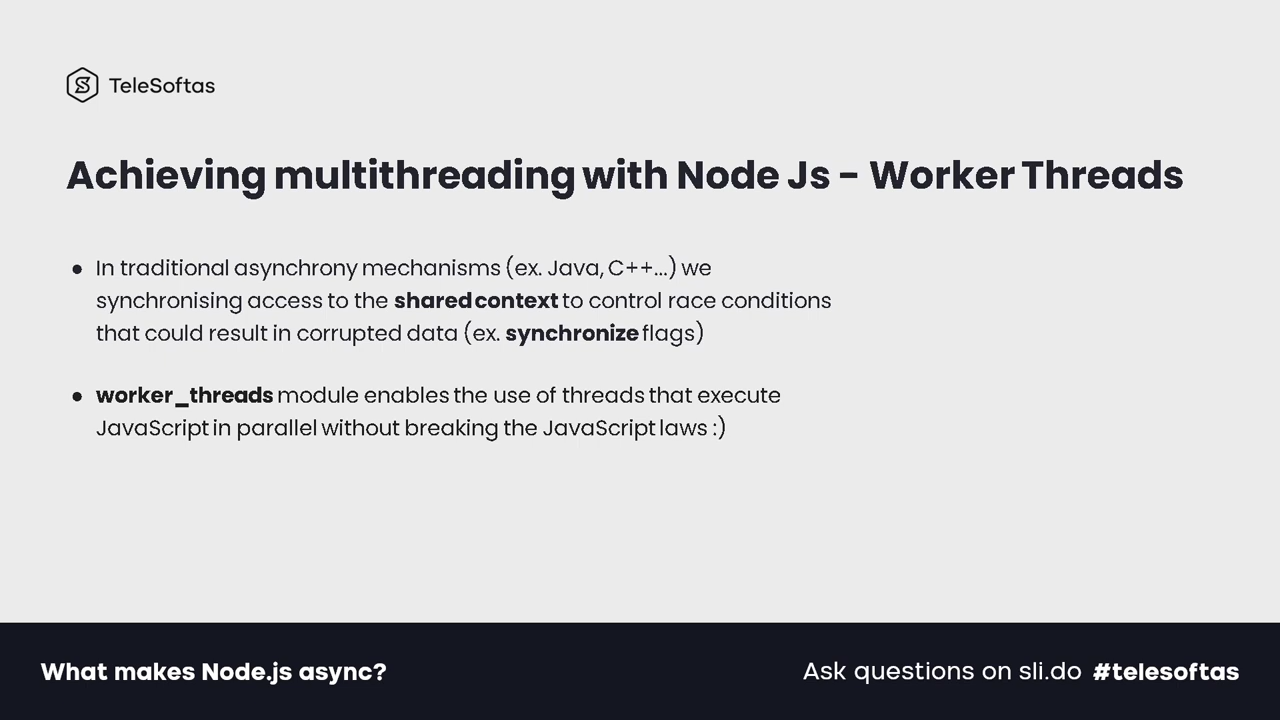 TeleSoftas
Achieving multithreading with Node Js - Worker Threads
● In traditional asynchrony mechanisms (ex. Java, C++...) we
synchronising access to the shared context to control race conditions
that could result in corrupted data (ex. synchronize flags)
● worker_threads module enables the use of threads that execute
JavaScript in parallel without breaking the JavaScript laws :)
What makes Node.js async?
Ask questions on sli.do #telesoftas